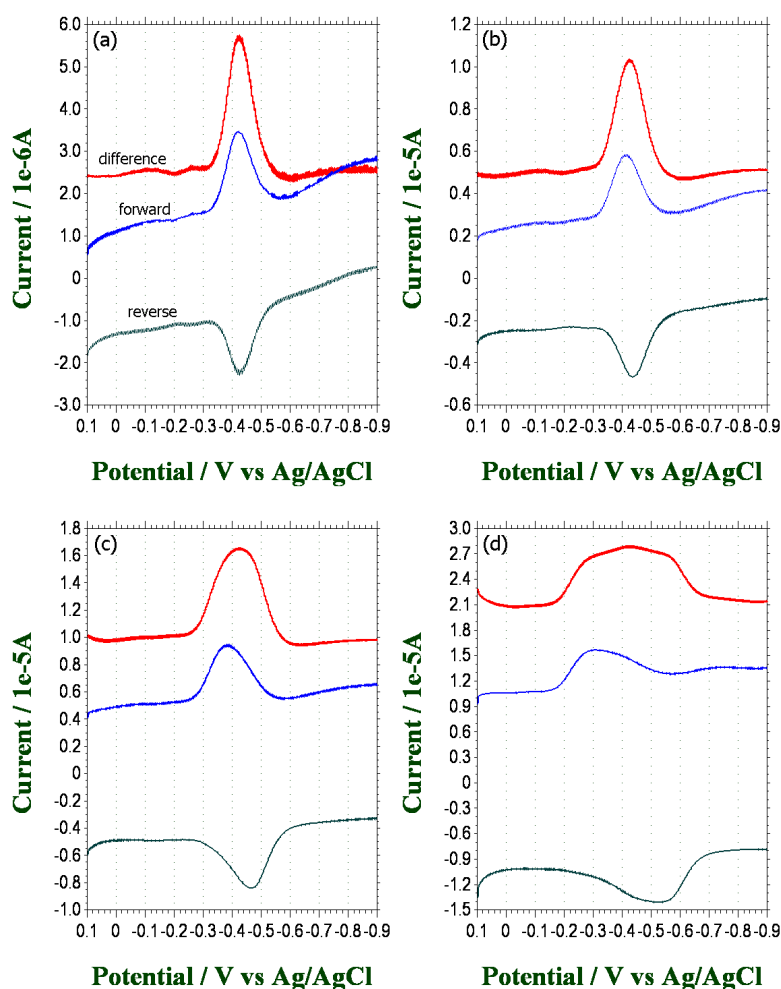 (a)
6.0
5.0
4.0
3.0
2.0
1.0
0
-1.0
-2.0
-3.0
Current / 1e-6A
difference
forward
reverse
0.1 0 -0.1 -0.2 -0.3 -0.4 -0.5 -0.6 -0.7 -0.8 -0.9
Potential / V vs Ag/AgCl
(b)
1.2
1.0
0.8
0.6
0.4
0.2
0
-0.2
-0.4
-0.6
Current / 1e-5A
0.1 0 -0.1 -0.2 -0.3 -0.4 -0.5 -0.6 -0.7 -0.8 -0.9
Potential / V vs Ag/AgCl
(c)
1.8
1.6
1.4
1.2
1.0
0.8
0.6
0.4
0.2
0
-0.2
-0.4
-0.6
-0.8
-1.0
Current / 1e-5A
0.1 0 -0.1 -0.2 -0.3 -0.4 -0.5 -0.6 -0.7 -0.8 -0.9
Potential / V vs Ag/AgCl
(d)
3.0
2.7
2.4
2.1
1.8
1.5
1.2
0.9
0.6
0.3
0
-0.3
-0.6
-0.9
-1.2
-1.5
Current / 1e-5A
0.1 0 -0.1 -0.2 -0.3 -0.4 -0.5 -0.6 -0.7 -0.8 -0.9
Potential / V vs Ag/AgCl